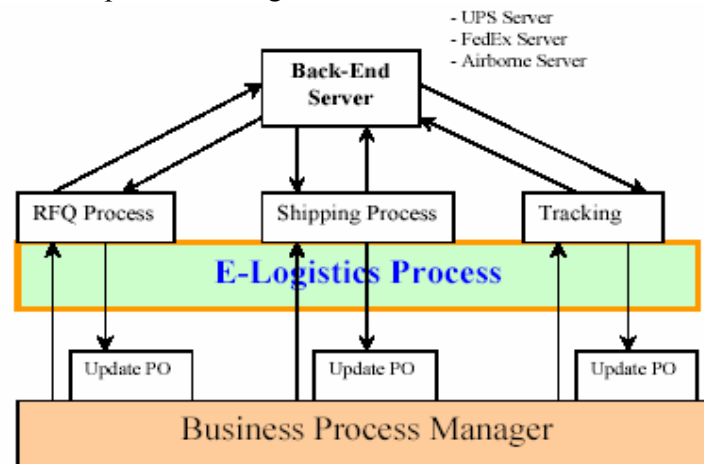 - UPS Server
- FedEx Server
- Airborne Server
Back-End
Server
RFQ Process
Shipping Process
Tracking
E-Logistics Process
Update PO
Update PO
Update PO
Business Process Manager